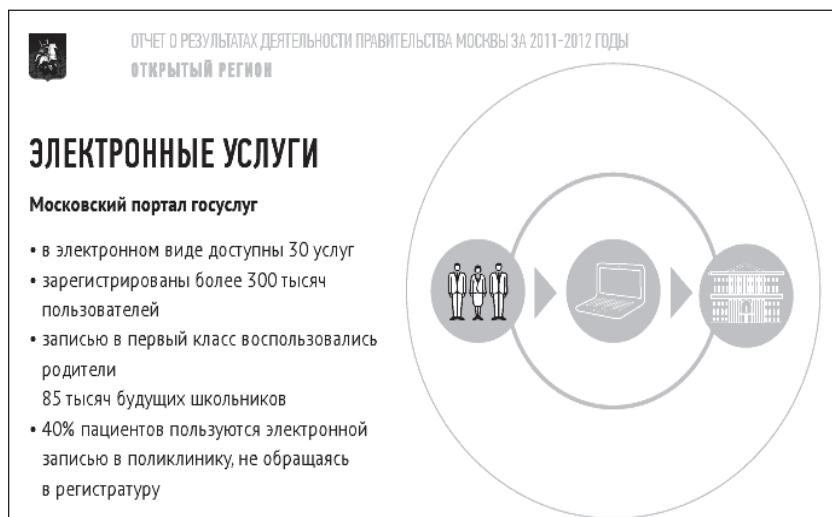 ОТЧЕТ О РЕЗУЛЬТАТАХ ДЕЯТЕЛЬНОСТИ ПРАВИТЕЛЬСТВА МОСКВЫ ЗА 2011-2012 ГОДЫ
ОТКРЫТЫЙ РЕГИОН
ЭЛЕКТРОННЫЕ УСЛУГИ
Московский портал госуслуг
• в электронном виде доступны 30 услуг
• зарегистрированы более 300 тысяч
пользователей
• записью в первый класс воспользовались
родители
85 тысяч будущих школьников
• 40% пациентов пользуются электронной
записью в поликлинику, не обращаясь
в регистратуру